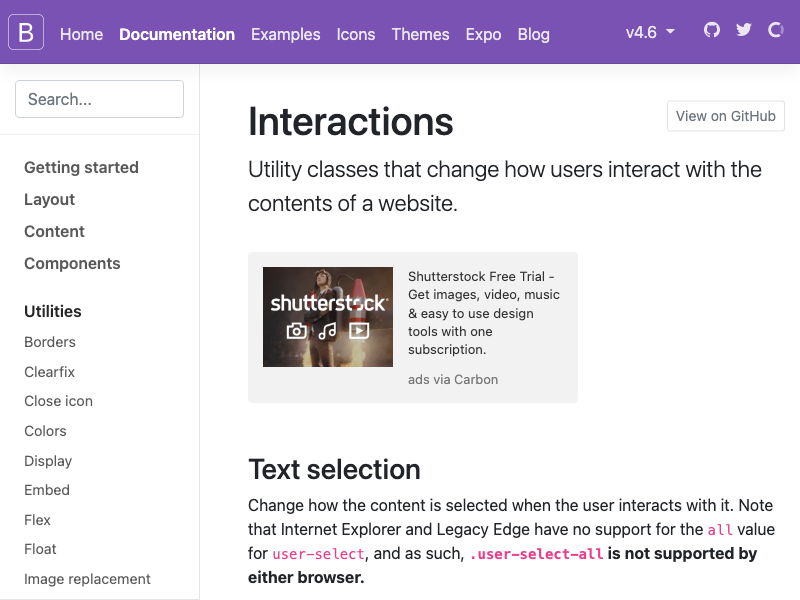 B Home Documentation Examples Icons Themes Expo Blog v4.6
Search...
Getting started
Layout
Content
Components
Utilities
Borders
Clearfix
Close icon
Colors
Display
Embed
Flex
Float
Image replacement
Interactions
View on GitHub
Utility classes that change how users interact with the
contents of a website.
shutterstock
Shutterstock Free Trial -
Get images, video, music
& easy to use design
tools with one
subscription.
ads via Carbon
Text selection
Change how the content is selected when the user interacts with it. Note
that Internet Explorer and Legacy Edge have no support for the all value
for user-select, and as such, .user-select-all is not supported by
either browser.